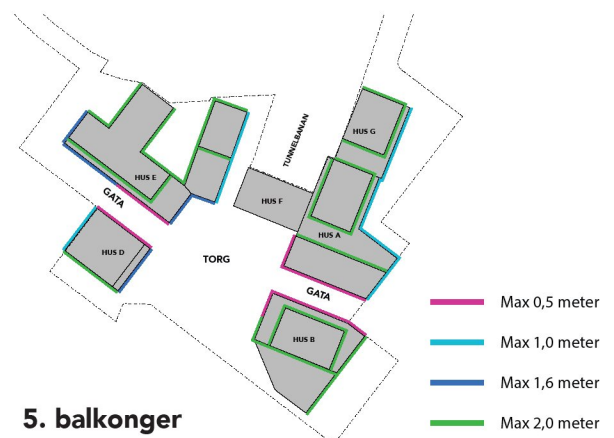 TUNNELBANAN
HUS G
HUS E
GATA
HUS F
HUS A
HUS D
TORG
GATA
HUS B
Max 0,5 meter
Max 1,0 meter
Max 1,6 meter
Max 2,0 meter
5. balkonger